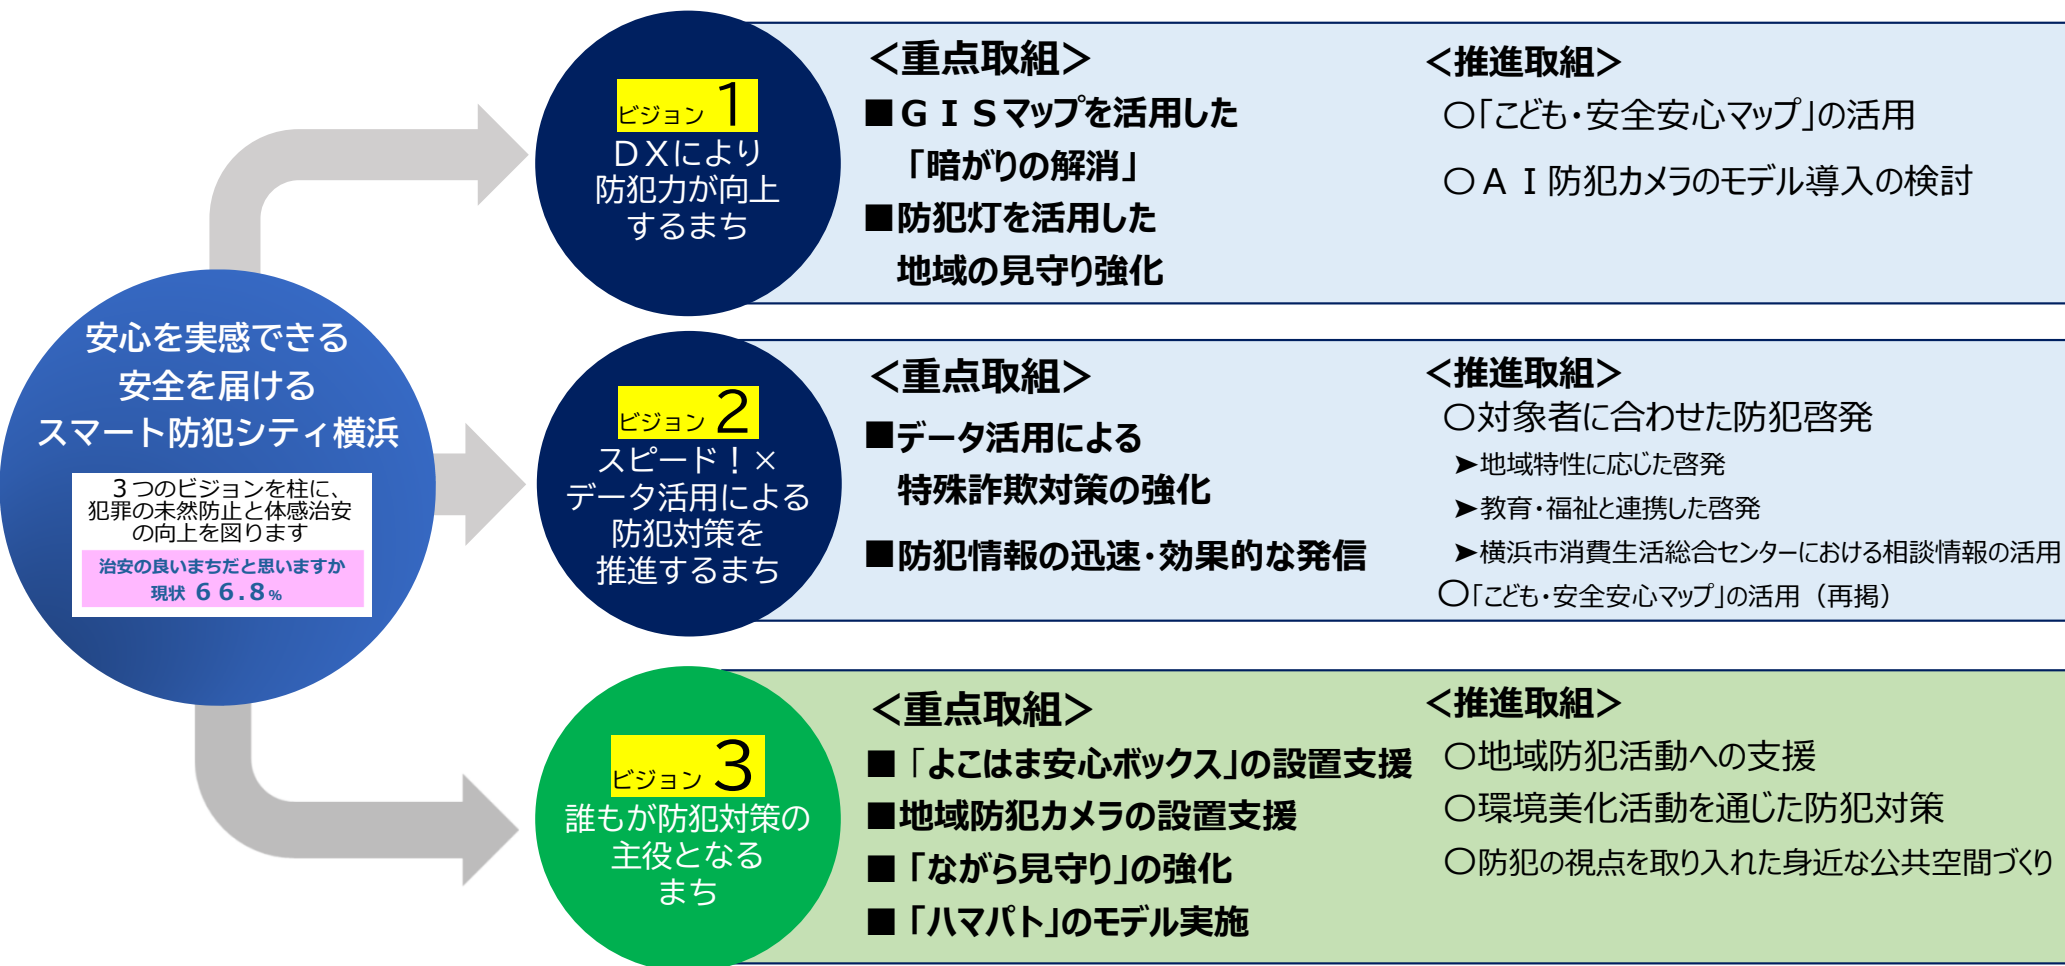 安心を実感できる
安全を届ける
スマート防犯シティ横浜
３つのビジョンを柱に、
犯罪の未然防止と体感治安
の向上を図ります
治安の良いまちだと思いますか
現状 ６６.８％
ビジョン 1
ＤＸにより
防犯力が向上
するまち
＜重点取組＞
■ＧＩＳマップを活用した
「暗がりの解消」
■防犯灯を活用した
地域の見守り強化
＜推進取組＞
○「こども・安全安心マップ」の活用
○ＡＩ防犯カメラのモデル導入の検討
ビジョン 2
スピード！×
データ活用による
防犯対策を
推進するまち
＜重点取組＞
■データ活用による
特殊詐欺対策の強化
■防犯情報の迅速・効果的な発信
＜推進取組＞
○対象者に合わせた防犯啓発
➤地域特性に応じた啓発
➤教育・福祉と連携した啓発
➤横浜市消費生活総合センターにおける相談情報の活用
○「こども・安全安心マップ」の活用（再掲）
ビジョン 3
誰もが防犯対策の
主役となる
まち
＜重点取組＞
■「よこはま安心ボックス」の設置支援
■地域防犯カメラの設置支援
■「ながら見守り」の強化
■「ハマパト」のモデル実施
＜推進取組＞
○地域防犯活動への支援
○環境美化活動を通じた防犯対策
○防犯の視点を取り入れた身近な公共空間づくり